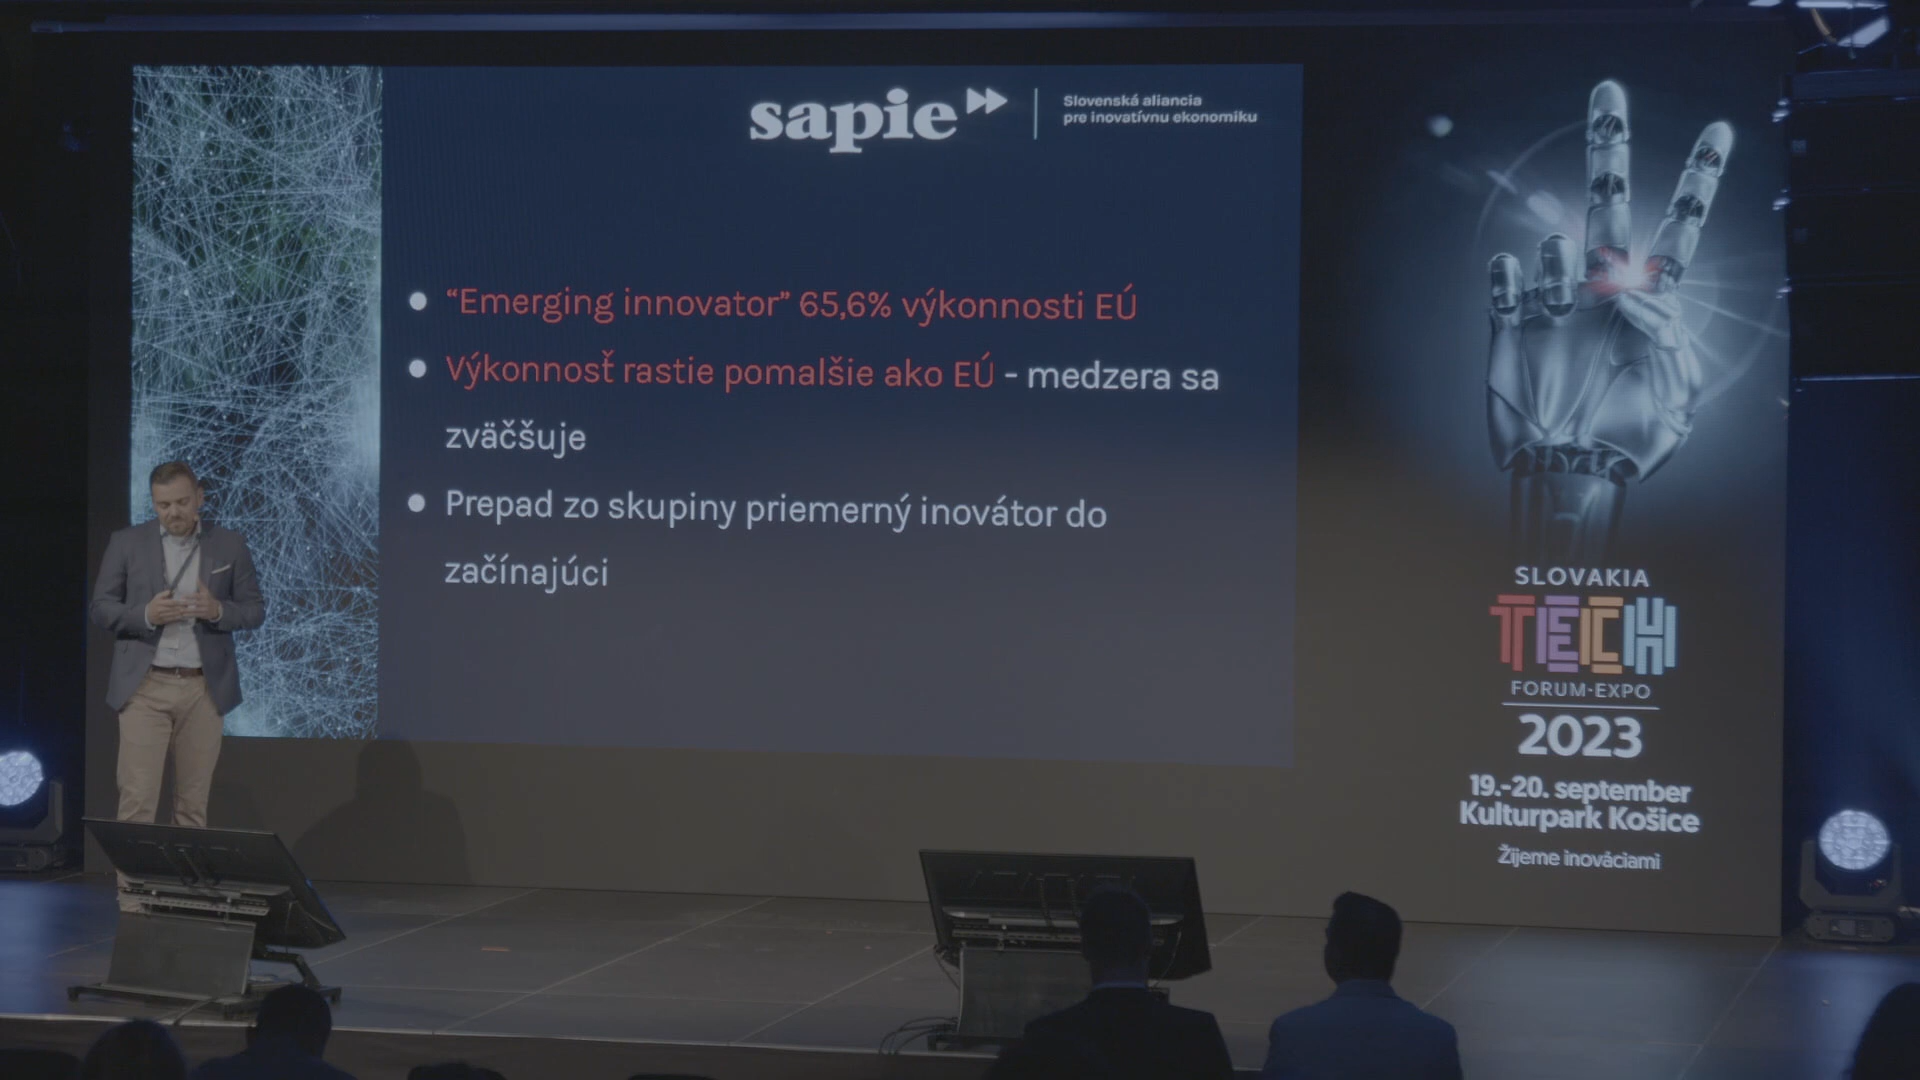 sapie
Slovenská aliancia
pre inovatívnu ekonomiku
“Emerging innovator” 65,6% výkonnosti EÚ
Výkonnosť rastie pomalšie ako EÚ - medzera sa
zväčšuje
Prepad zo skupiny priemerný inovátor do
začínajúci
SLOVAKIA
TECH
FORUM·EXPO
2023
19.-20. september
Kulturpark Košice
Žijeme inováciami